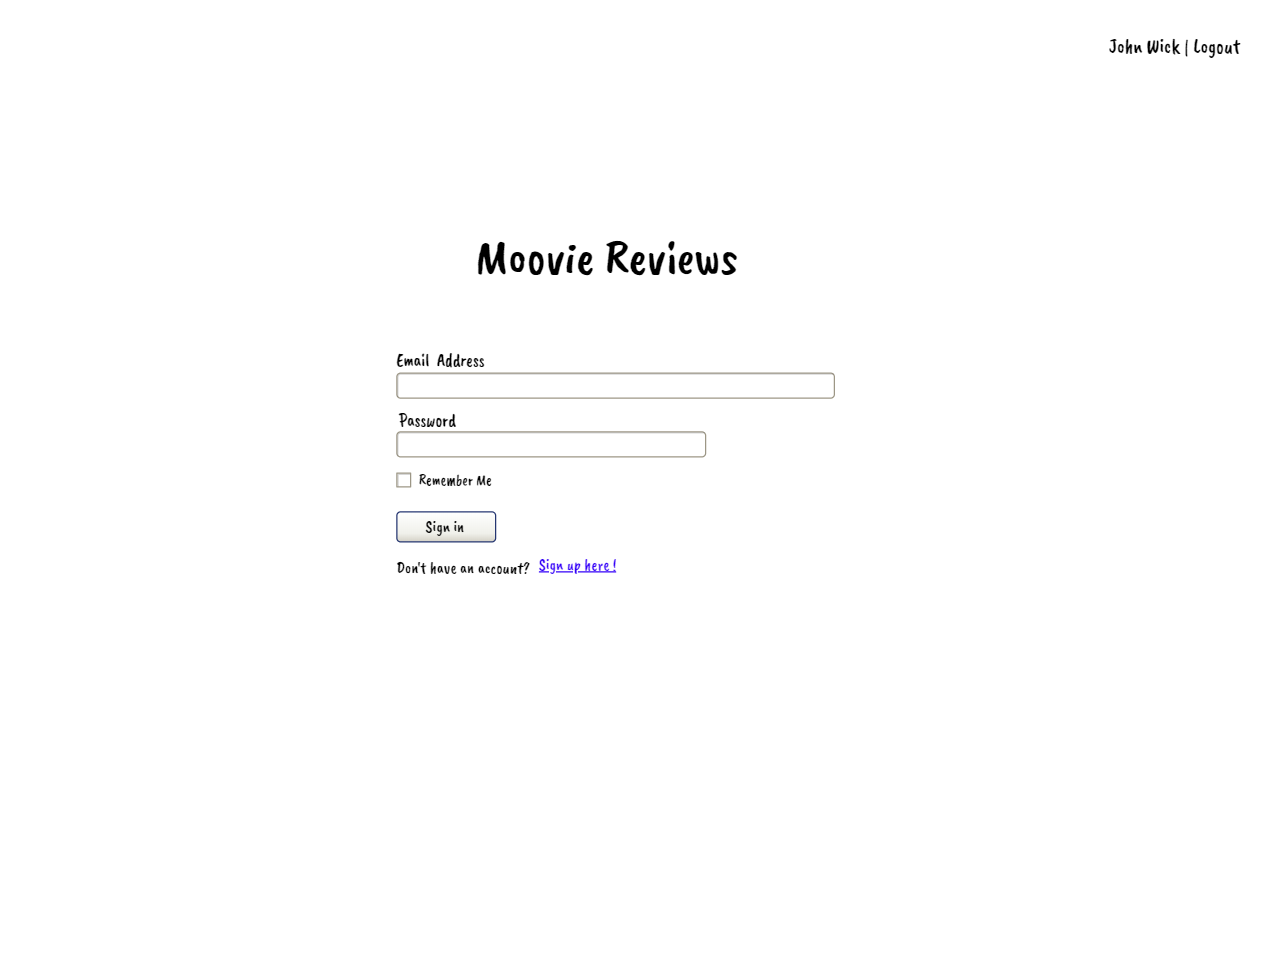 John Wick | Logout
Moovie Reviews
Email Address
Password
Remember Me
Sign in
Don't have an account? Sign up here !